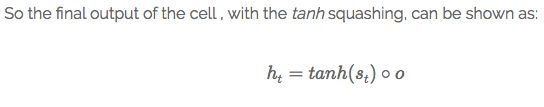 So the final output of the cell , with the tanh squashing, can be shown as:
hₜ = tanh(sₜ) ∘ o